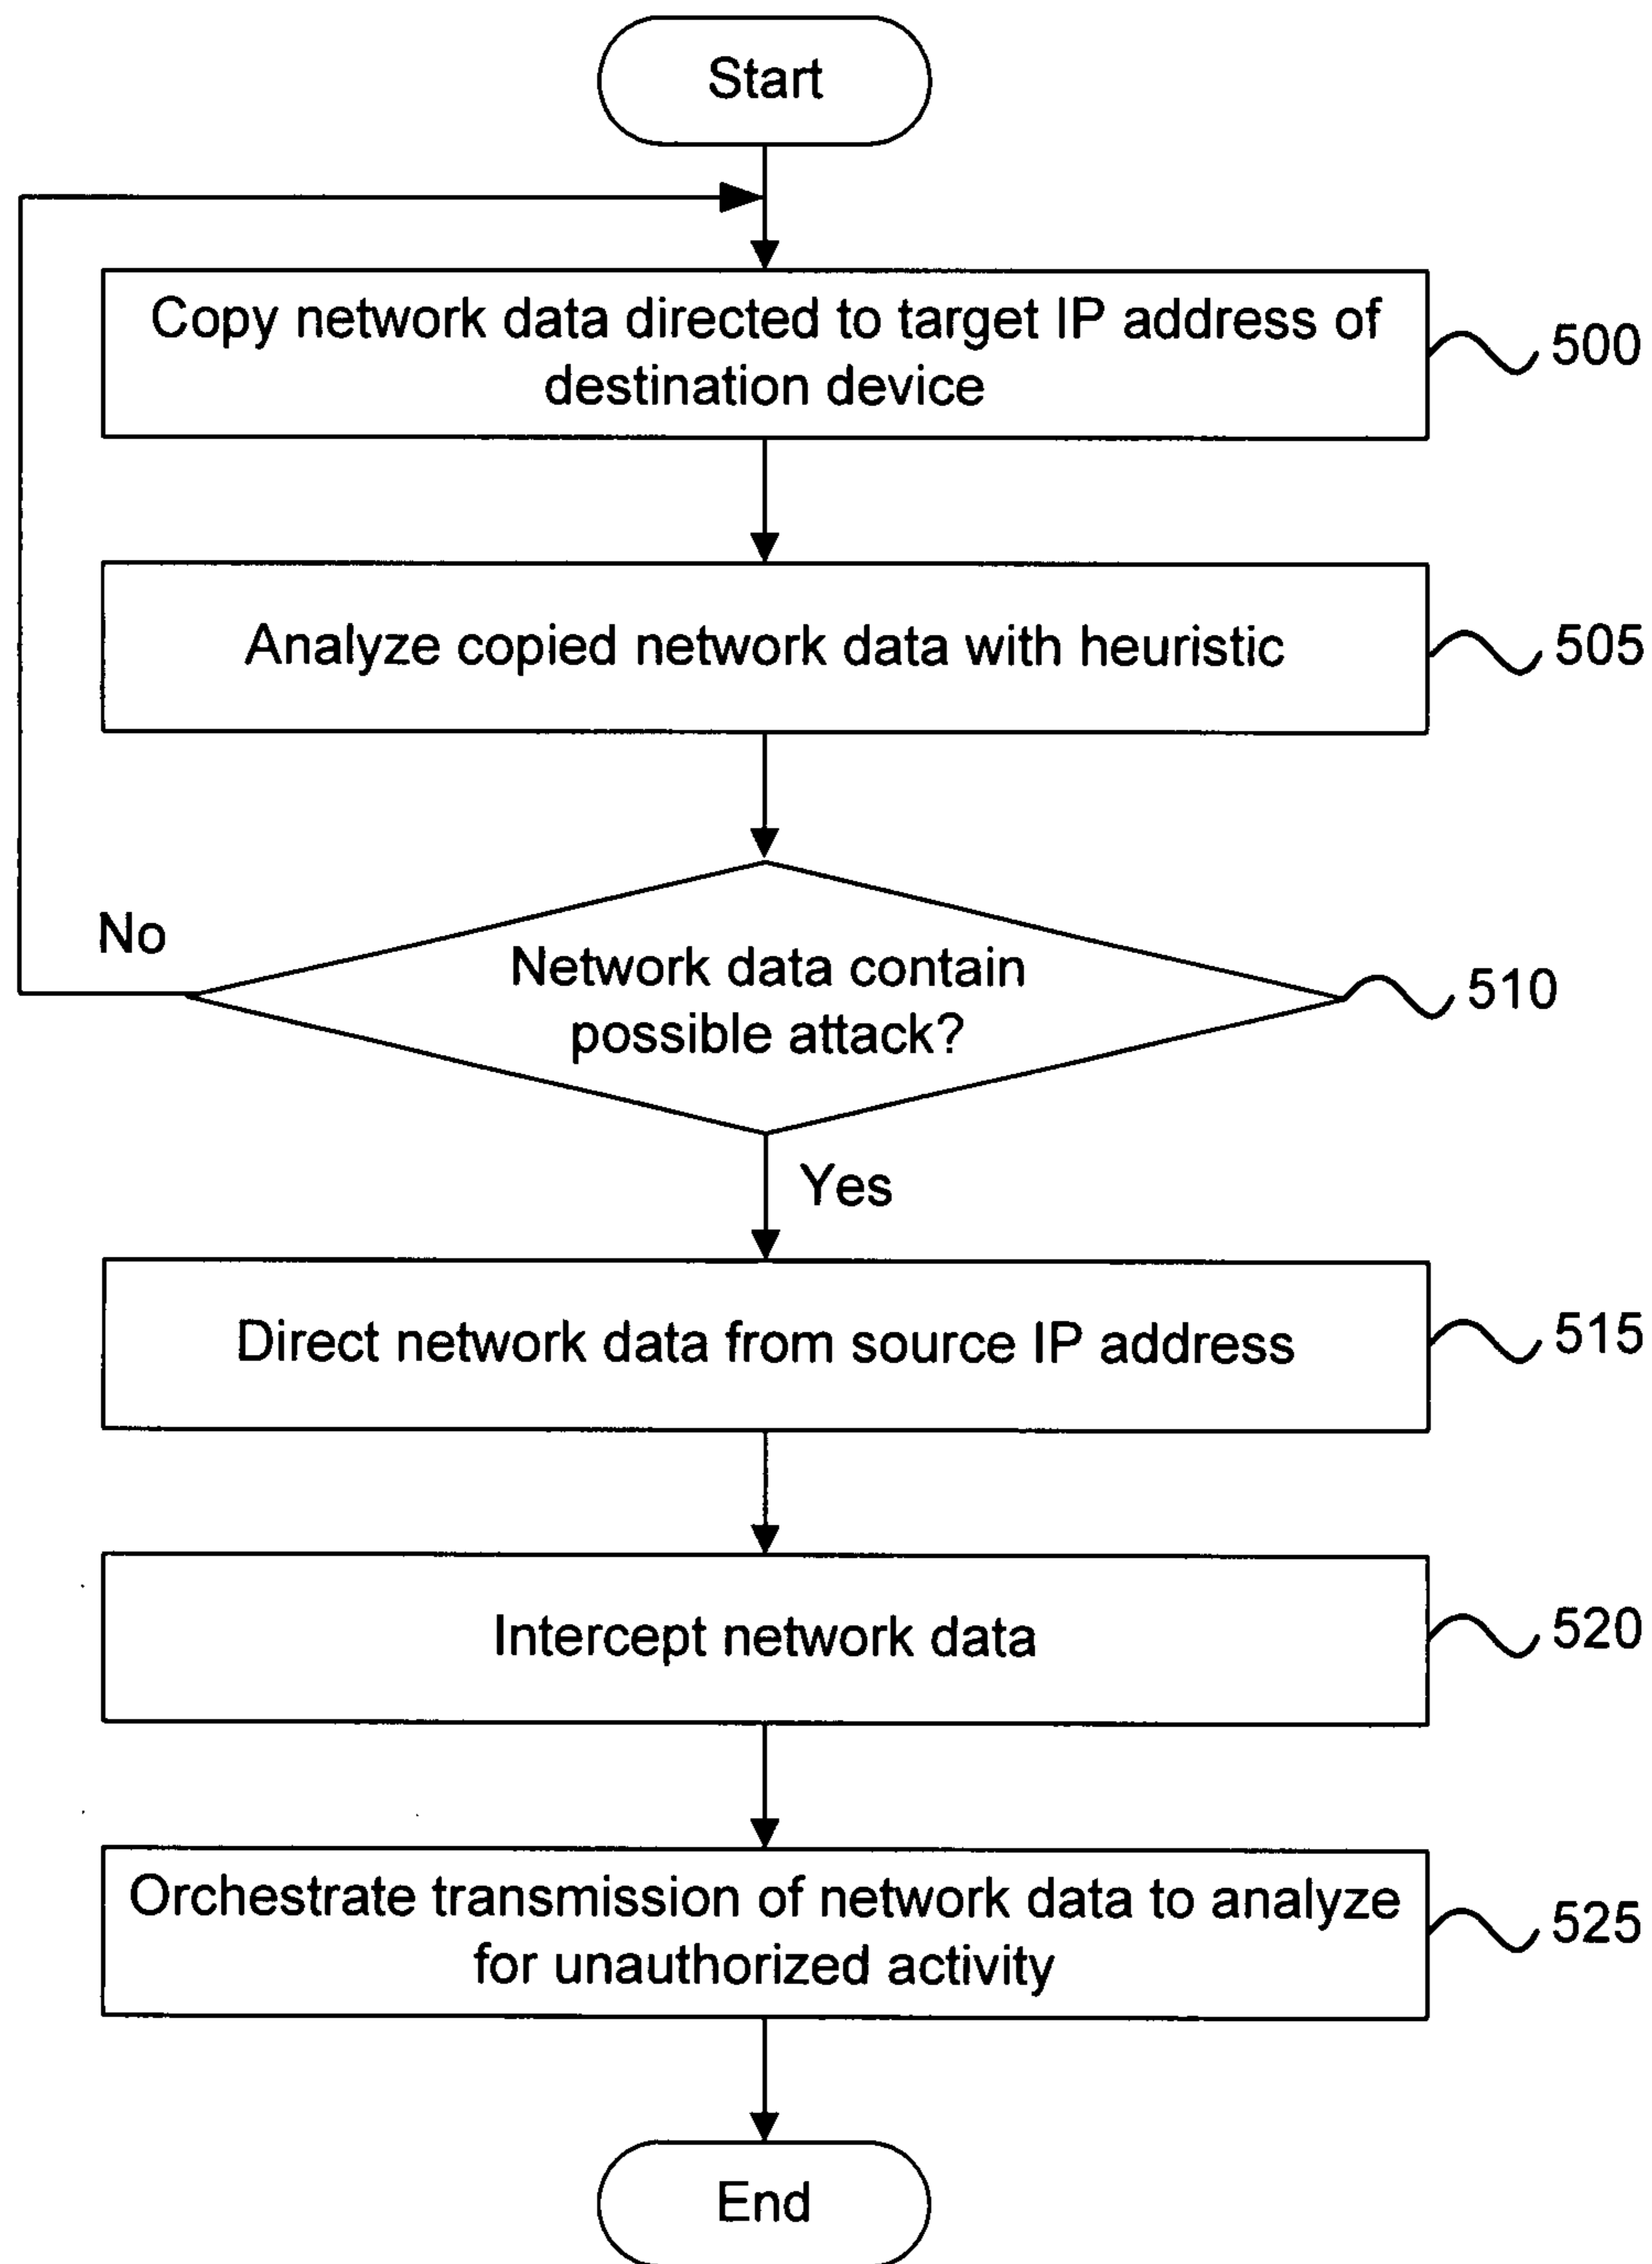 Start
Copy network data directed to target IP address of
destination device
500
Analyze copied network data with heuristic
505
No
Network data contain
possible attack?
510
Yes
Direct network data from source IP address
515
Intercept network data
520
Orchestrate transmission of network data to analyze
for unauthorized activity
525
End